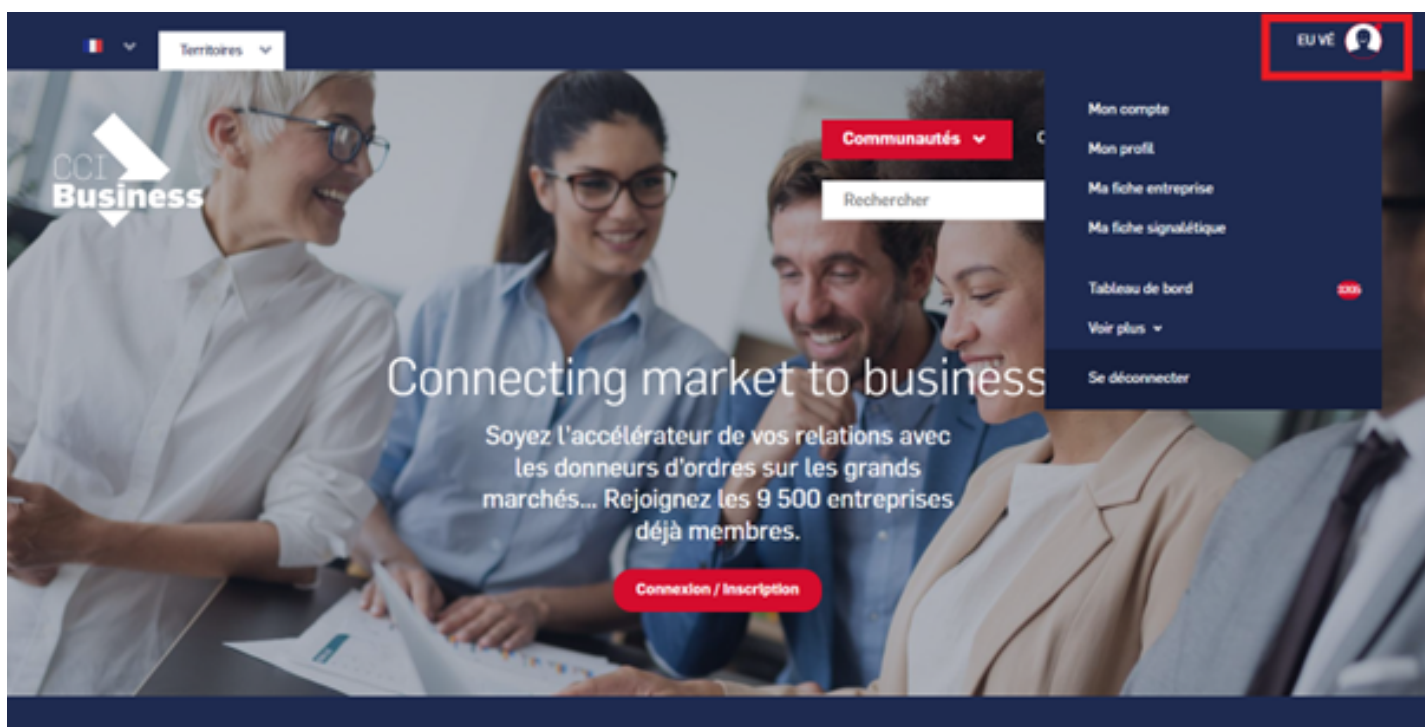 Territoires
EU VÉ
CCI
Business
Communautés
C
Rechercher
Mon compte
Mon profil
Ma fiche entreprise
Ma fiche signalétique
Tableau de bord
Voir plus
Se déconnecter
Connecting market to business
Soyez l'accélérateur de vos relations avec
les donneurs d'ordres sur les grands
marchés... Rejoignez les 9 500 entreprises
déjà membres.
Connexion / Inscription